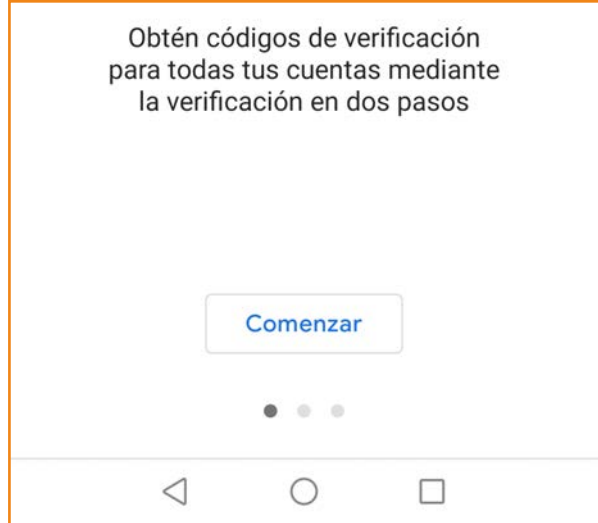 Obtén códigos de verificación
para todas tus cuentas mediante
la verificación en dos pasos
Comenzar